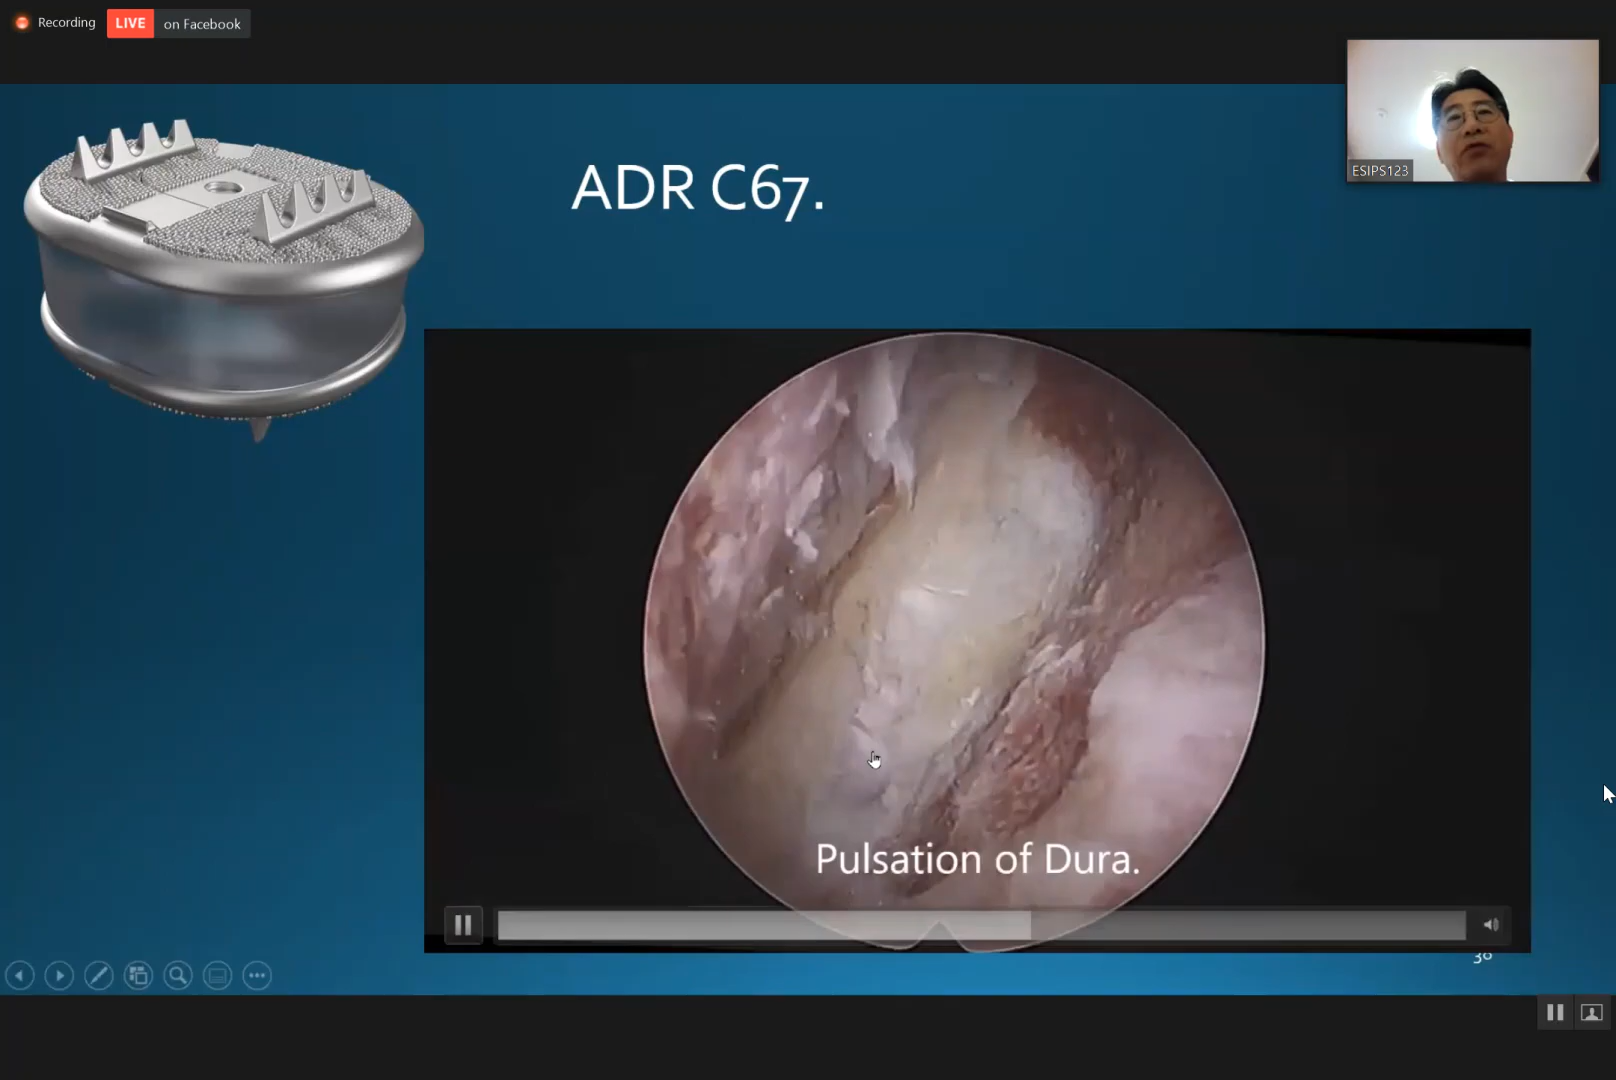 Recording
LIVE on Facebook
ESIPS123
ADR C67.
Pulsation of Dura.